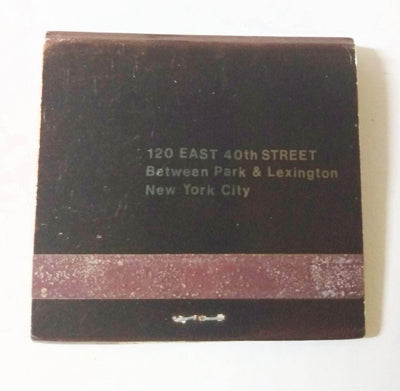 120 EAST 40th STREET
Between Park & Lexington
New York City